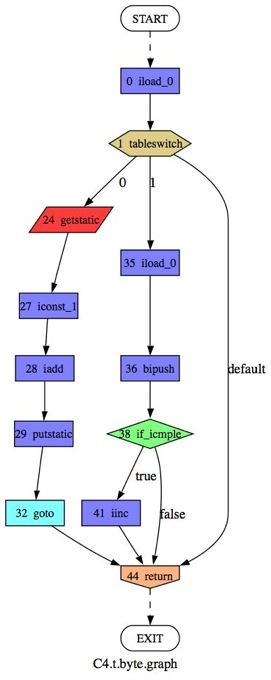 START
0 iload_0
1 tableswitch
0
1
default
24 getstatic
35 iload_0
27 iconst_1
28 iadd
36 bipush
29 putstatic
38 if_icmple
true
false
32 goto
41 iinc
44 return
EXIT
C4.t.byte.graph